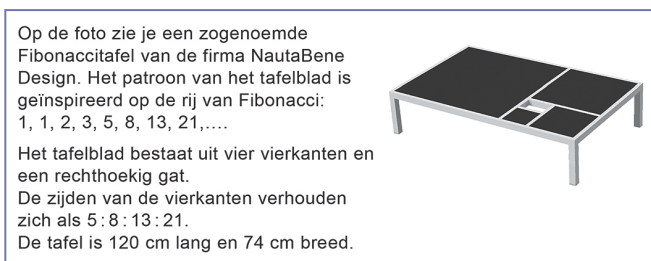 Op de foto zie je een zogenoemde
Fibonaccitafel van de firma NautaBene
Design. Het patroon van het tafelblad is
geïnspireerd op de rij van Fibonacci:
1, 1, 2, 3, 5, 8, 13, 21,....
Het tafelblad bestaat uit vier vierkanten en
een rechthoekig gat.
De zijden van de vierkanten verhouden
zich als 5 : 8 : 13 : 21.
De tafel is 120 cm lang en 74 cm breed.